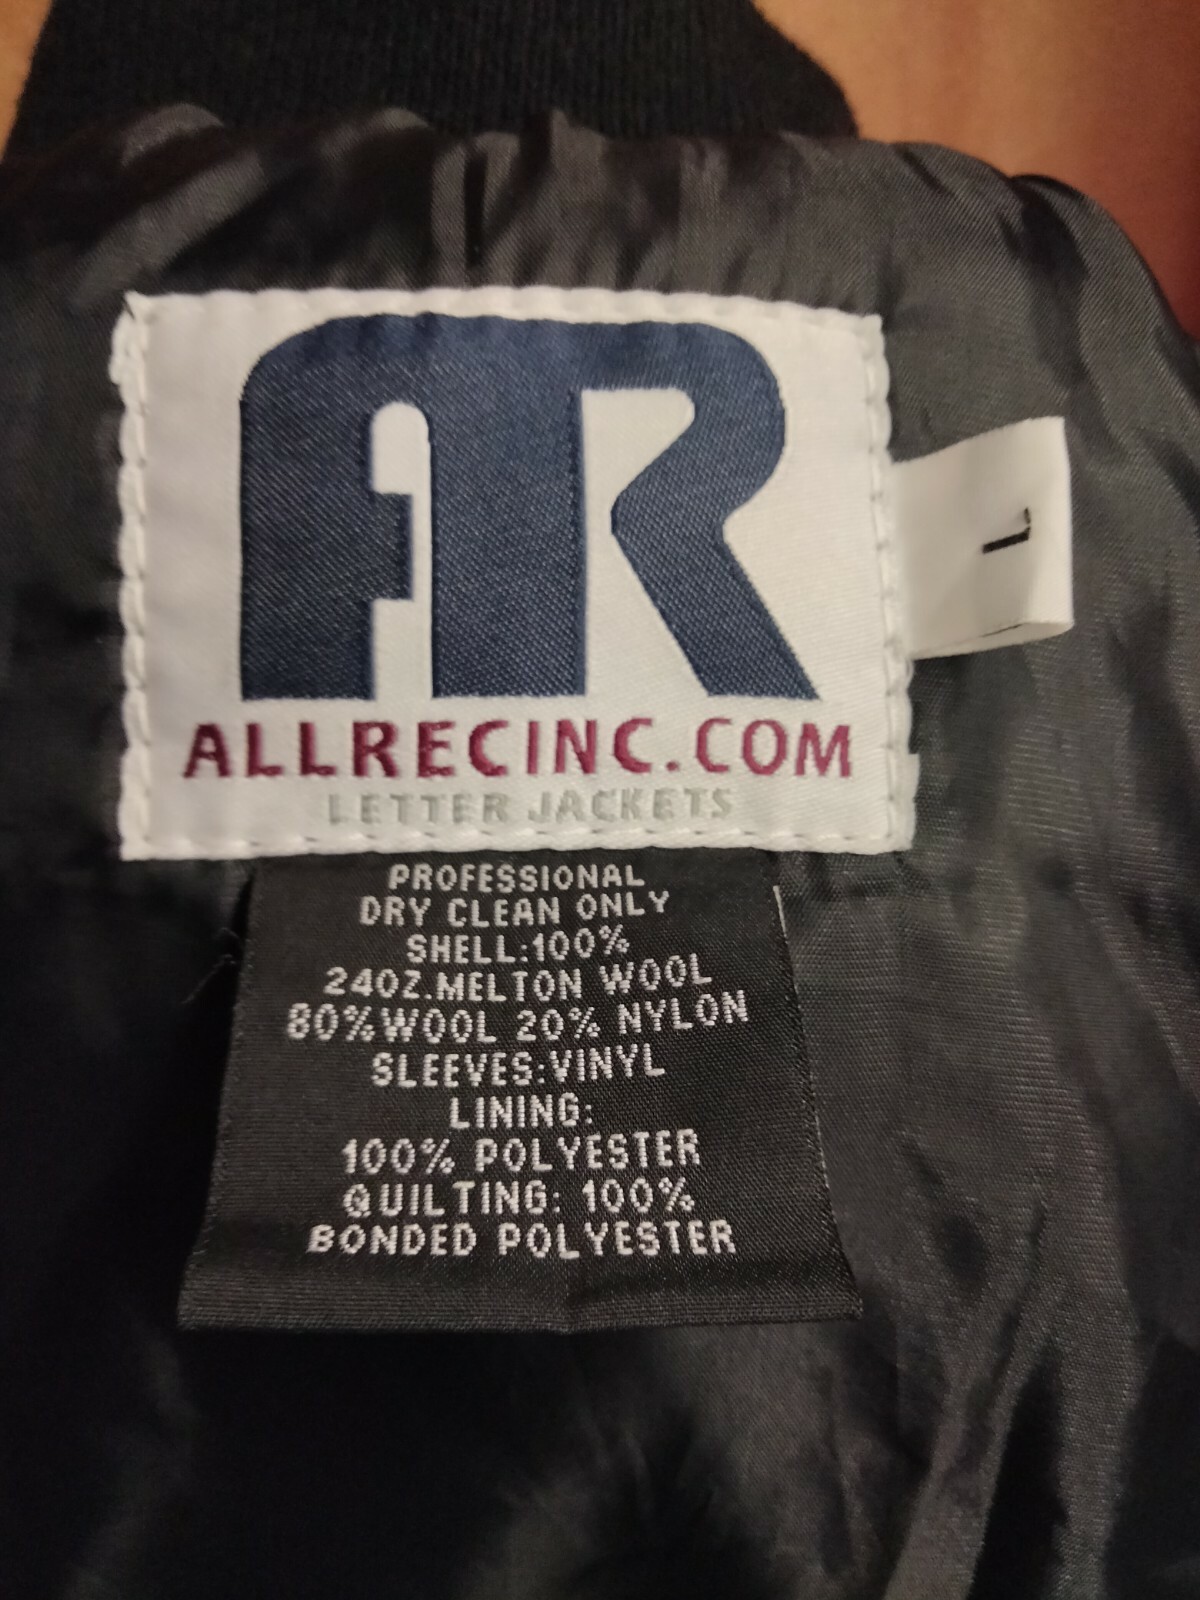 AR
ALLRECINC.COM
LETTER JACKETS
L
PROFESSIONAL
DRY CLEAN ONLY
SHELL:100%
24OZ.MELTON WOOL
80%WOOL 20% NYLON
SLEEVES:VINYL
LINING:
100% POLYESTER
QUILTING: 100%
BONDED POLYESTER